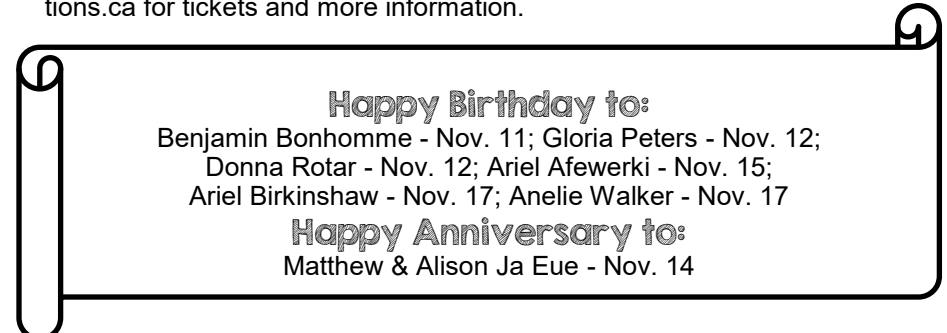 tions.ca for tickets and more information.
Happy Birthday to:
Benjamin Bonhomme - Nov. 11; Gloria Peters - Nov. 12;
Donna Rotar - Nov. 12; Ariel Afewerki - Nov. 15;
Ariel Birkinshaw - Nov. 17; Anelie Walker - Nov. 17
Happy Anniversary to:
Matthew & Alison Ja Eue - Nov. 14